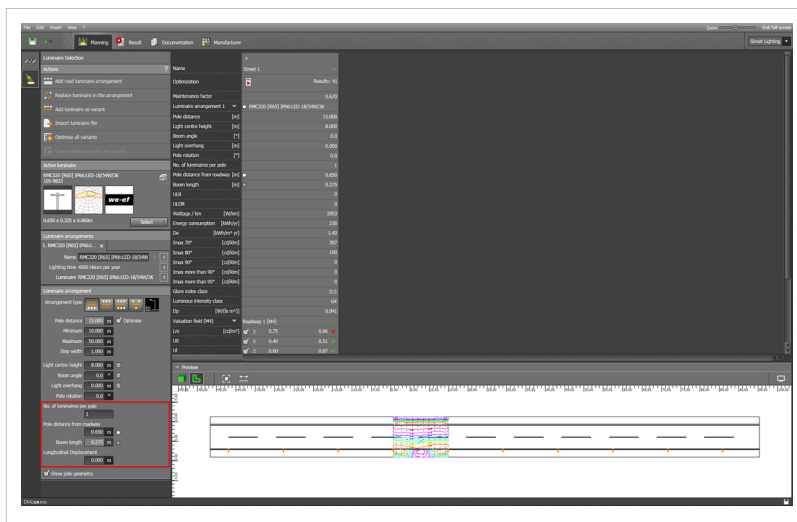 File Edit Insert View ?
Zoom
Exit full screen
Planning
Result
Documentation
Manufacturer
Street Lighting
Luminaire Selection
Actions ?
Add road luminaire arrangement
Replace luminaire in the arrangement
Add luminaire as variant
Import luminaire file
Optimise all variants
Active luminaire
RMC320 [R65] IP66 LED-18/54W/3K
105-9833
we-ef
0.650 x 0.325 x 0.060m
Select
Luminaire arrangements
1. RMC320 [R65] IP66 L... x
Name RMC320 [R65] IP66 LED-18/54W
Lighting time 4000 Hours per year
Luminaire RMC320 [R65] IP66 LED-18/54W/3K
Luminaire arrangement
Arrangement type
Pole distance 15.000 m Optimise
Minimum 10.000 m
Maximum 50.000 m
Step width 1.000 m
Light centre height 8.000 m
Boom angle 0.0 °
Light overhang 0.000 m
Pole rotation 0.0 °
No. of luminaires per pole
1
Pole distance from roadway
0.650 m
Boom length 0.275 m
Longitudinal Displacement
0.000 m
Show pole geometry
DIALux
Name Street 1
Optimization Results: 41
Maintenance factor 0.670
Luminaire arrangement 1 RMC320 [R65] IP66 LED-18/54W/3K
Pole distance [m] 15.000
Light centre height [m] 8.000
Boom angle [°] 0.0
Light overhang [m] 0.000
Pole rotation [°] 0.0
No. of luminaires per pole 1
Pole distance from roadway [m] 0.650
Boom length [m] 0.275
ULR 0
ULOR 0
Wattage / km [W/km] 3953
Energy consumption [kWh/yr] 236
De [kWh/m² yr] 1.43
Imax 70° [cd/klm] 397
Imax 80° [cd/klm] 100
Imax 90° [cd/klm] 0
Imax more than 90° [cd/klm] 0
Imax more than 95° [cd/klm] 0
Glare index class D.5
Luminous intensity class G4
Dp [W/(lx m²)] 0.041
Valuation field (M4) Roadway 1 (M4)
Lm [cd/m²] ≥ 0.75 0.66
U0 ≥ 0.40 0.51
Ul ≥ 0.60 0.87
Preview